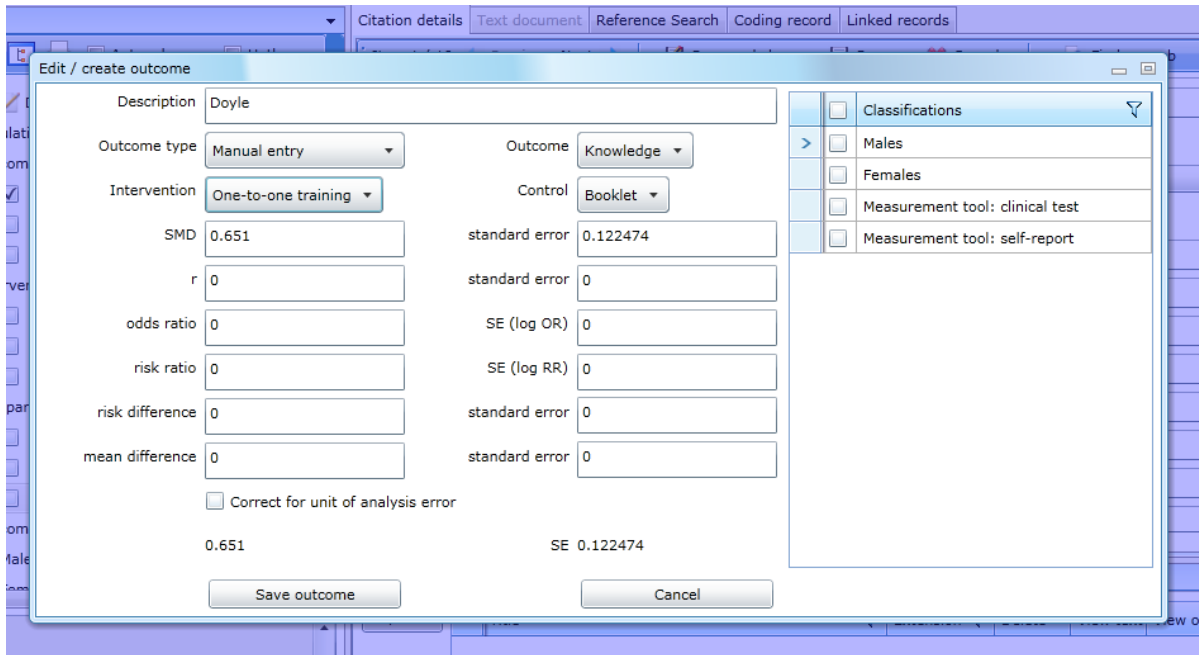 Citation details Text document Reference Search Coding record Linked records
Edit / create outcome
Description Doyle
Outcome type Manual entry Outcome Knowledge
Intervention One-to-one training Control Booklet
SMD 0.651 standard error 0.122474
r 0 standard error 0
odds ratio 0 SE (log OR) 0
risk ratio 0 SE (log RR) 0
risk difference 0 standard error 0
mean difference 0 standard error 0
Correct for unit of analysis error
0.651 SE 0.122474
Save outcome Cancel
Classifications
Males
Females
Measurement tool: clinical test
Measurement tool: self-report